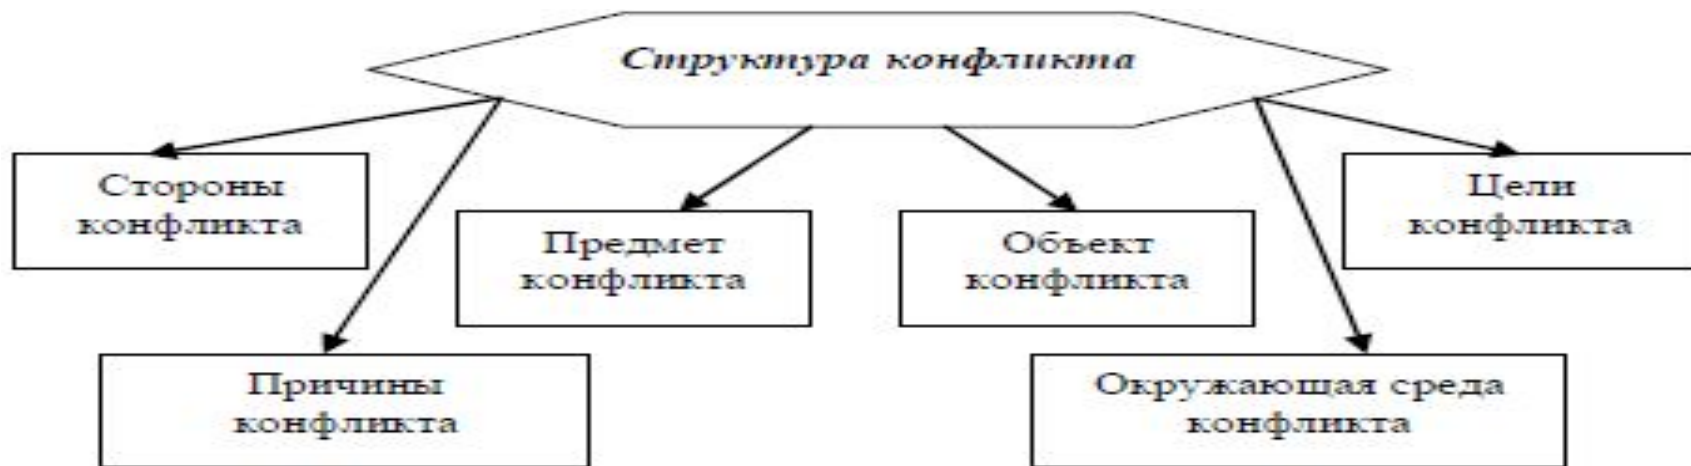 Структура конфликта
Стороны
конфликта
Предмет
конфликта
Объект
конфликта
Цели
конфликта
Причины
конфликта
Окружающая среда
конфликта